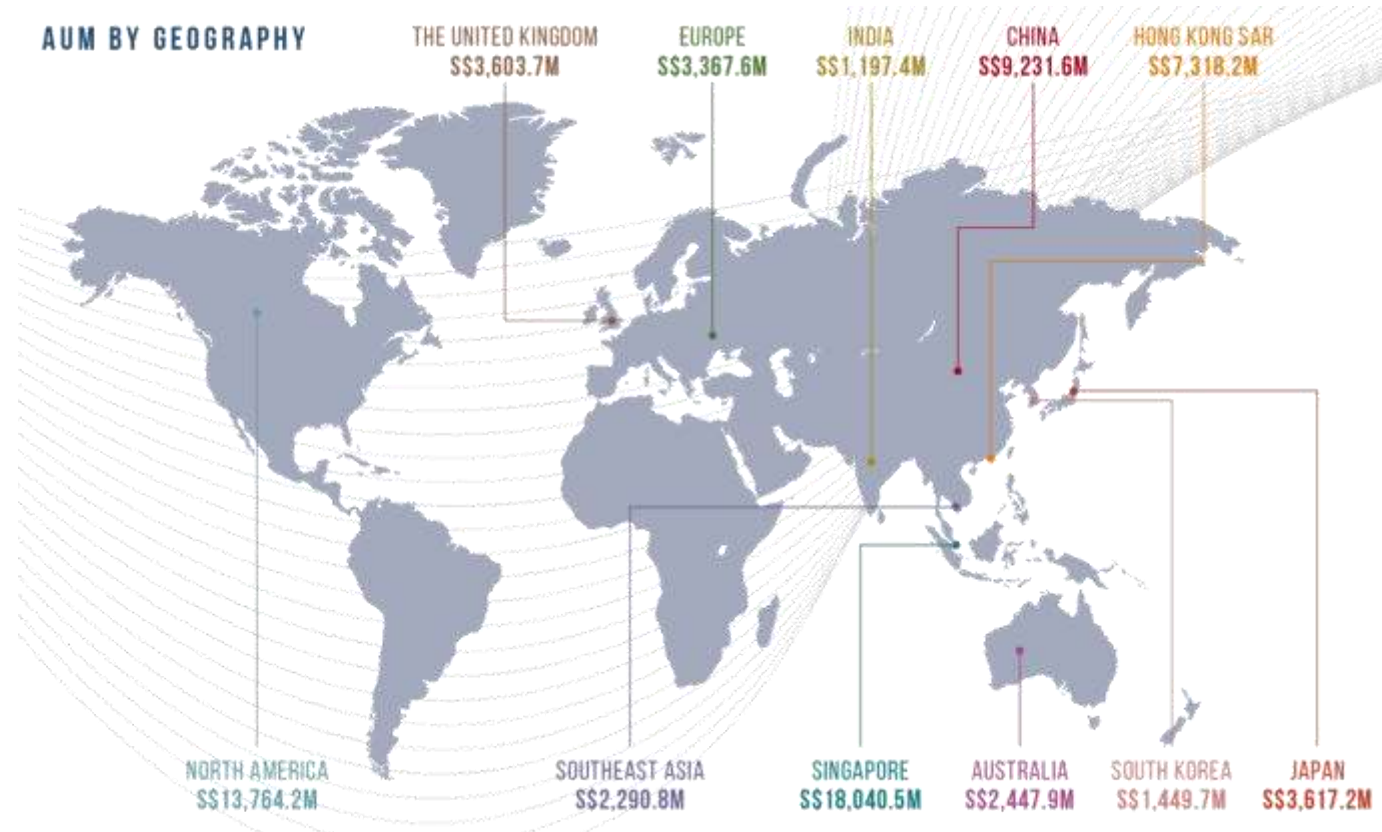 AUM BY GEOGRAPHY
THE UNITED KINGDOM
S$3,603.7M
EUROPE
S$3,367.6M
INDIA
S$1,197.4M
CHINA
S$9,231.6M
HONG KONG SAR
S$7,318.2M
NORTH AMERICA
S$13,764.2M
SOUTHEAST ASIA
S$2,290.8M
SINGAPORE
S$18,040.5M
AUSTRALIA
S$2,447.9M
SOUTH KOREA
S$1,449.7M
JAPAN
S$3,617.2M